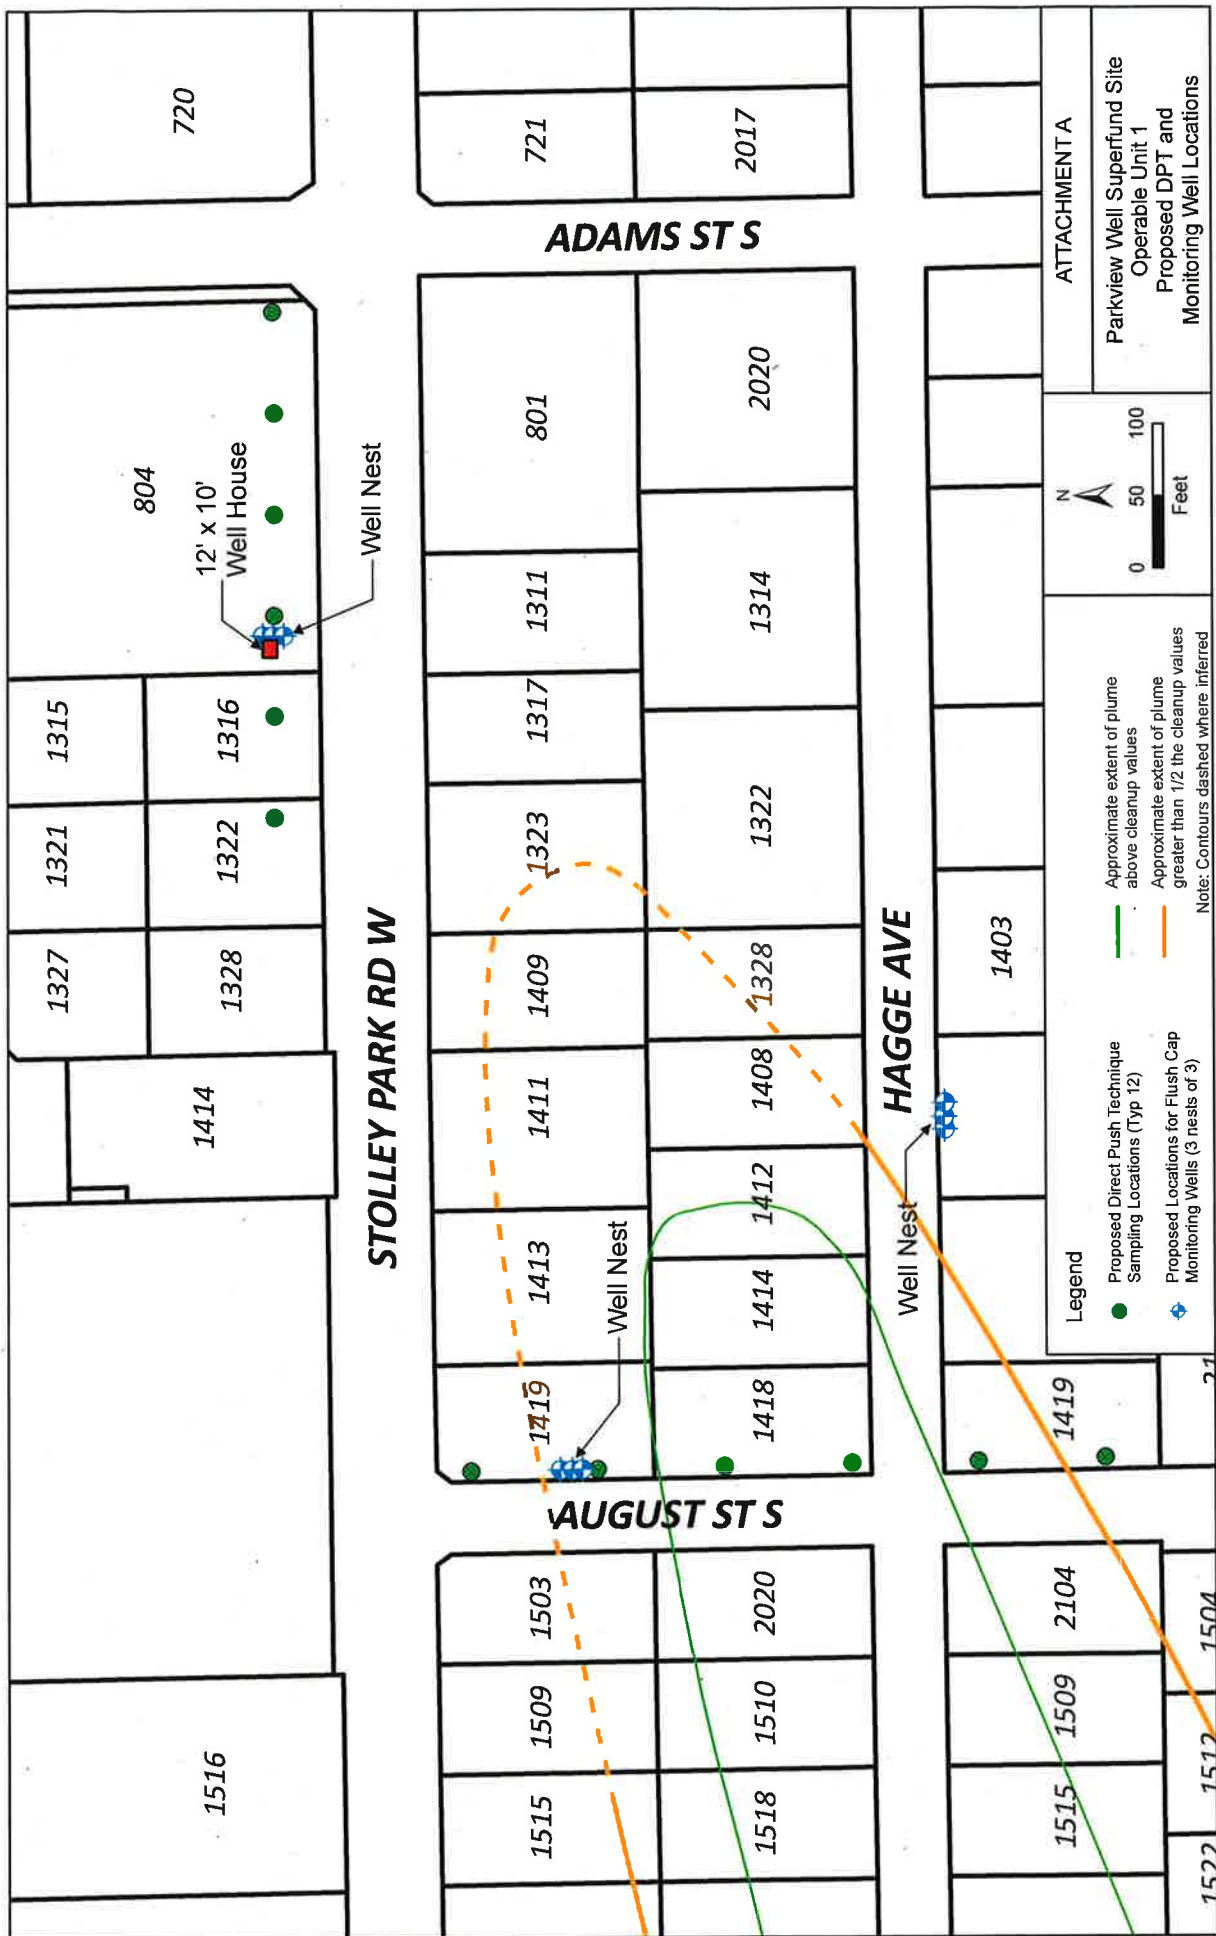 1516
1414
1327
1321
1315
1328
1322
1316
804
12' x 10'
Well House
Well Nest
720
STOLLEY PARK RD W
ADAMS ST S
1515
1509
1503
1419
1413
1411
1409
1323
1317
1311
801
721
Well Nest
AUGUST ST S
1518
1510
2020
1418
1414
1412
1408
1328
1322
1314
2020
2017
HAGGE AVE
Well Nest
1515
1509
2104
1419
1403
1522
1512
1504
21
Legend
Proposed Direct Push Technique
Sampling Locations (Typ 12)
Proposed Locations for Flush Cap
Monitoring Wells (3 nests of 3)
Approximate extent of plume
above cleanup values
Approximate extent of plume
greater than 1/2 the cleanup values
Note: Contours dashed where inferred
N
0 50 100
Feet
ATTACHMENT A
Parkview Well Superfund Site
Operable Unit 1
Proposed DPT and
Monitoring Well Locations